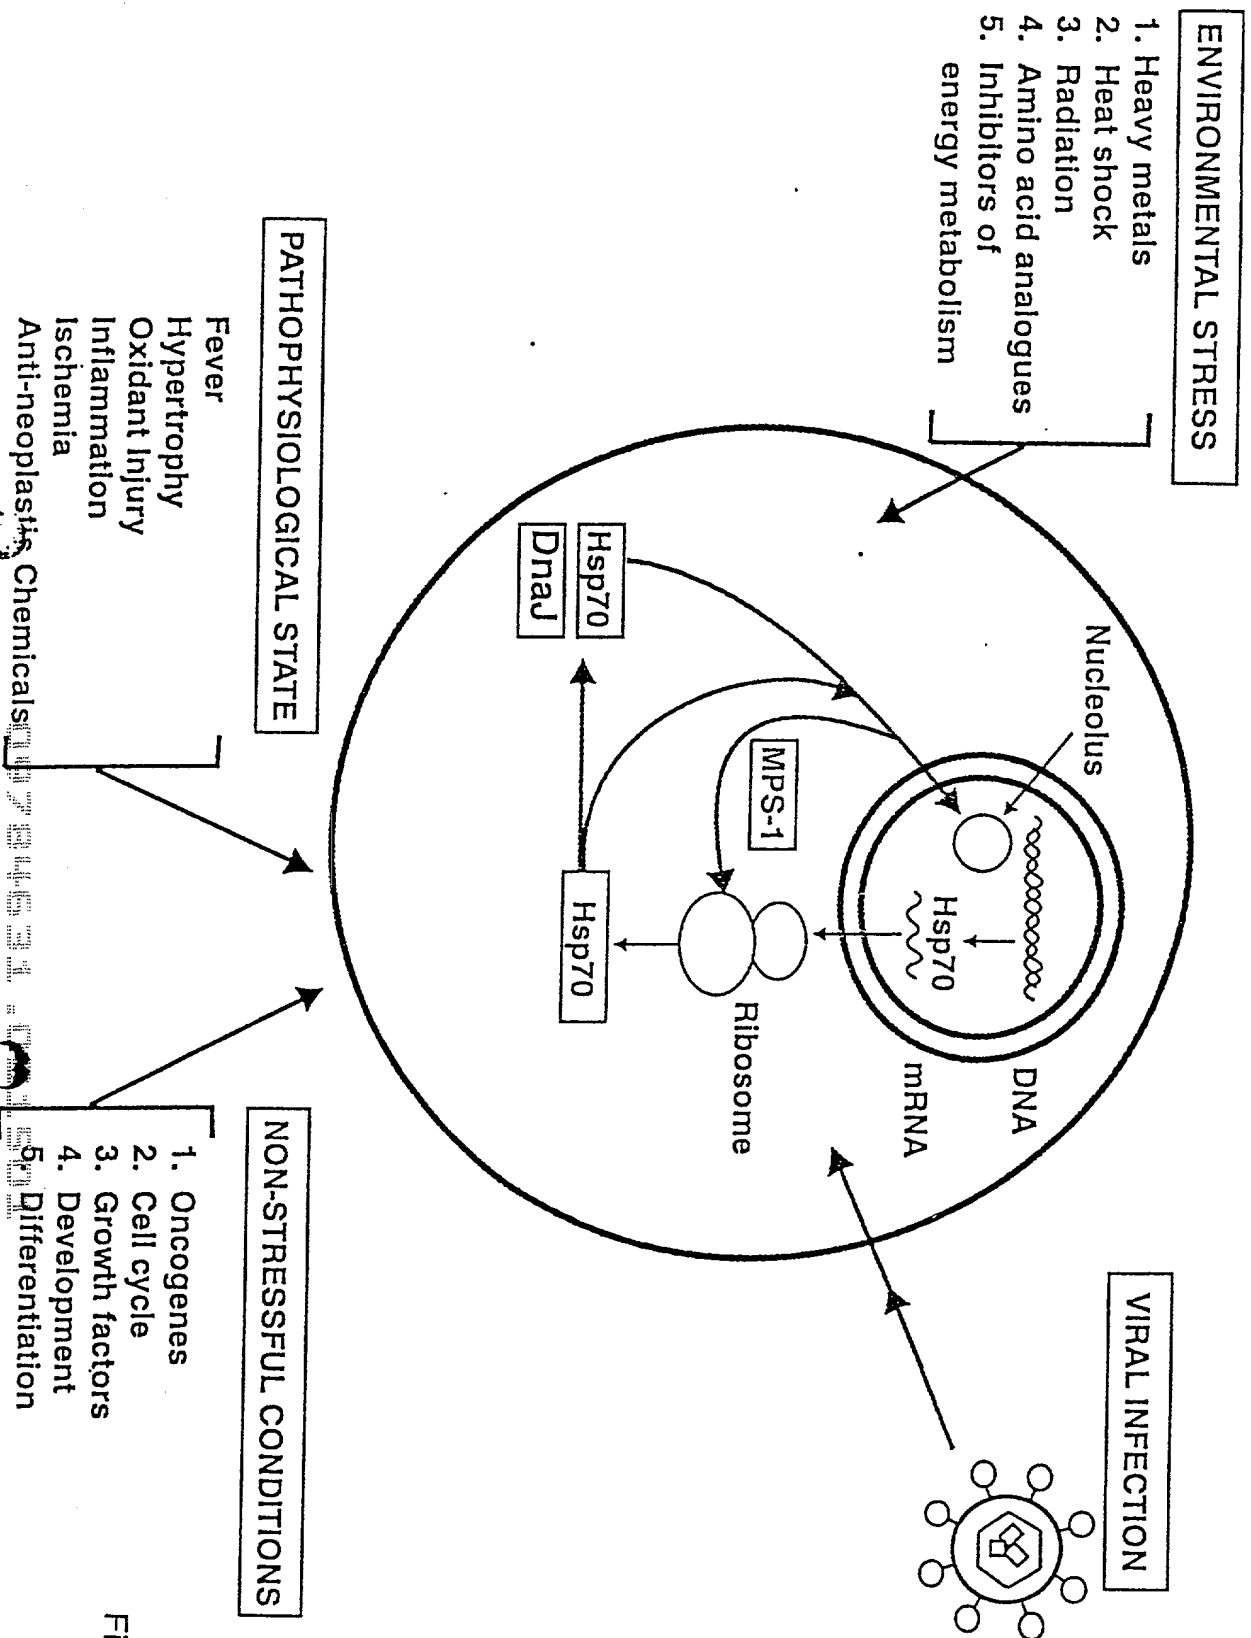 ENVIRONMENTAL STRESS
1. Heavy metals
2. Heat shock
3. Radiation
4. Amino acid analogues
5. Inhibitors of
energy metabolism
VIRAL INFECTION
Nucleolus
DNA
Hsp70
mRNA
MPS-1
Ribosome
Hsp70
DnaJ
Hsp70
PATHOPHYSIOLOGICAL STATE
Fever
Hypertrophy
Oxidant Injury
Inflammation
Ischemia
Anti-neoplastic Chemicals
NON-STRESSFUL CONDITIONS
1. Oncogenes
2. Cell cycle
3. Growth factors
4. Development
5. Differentiation